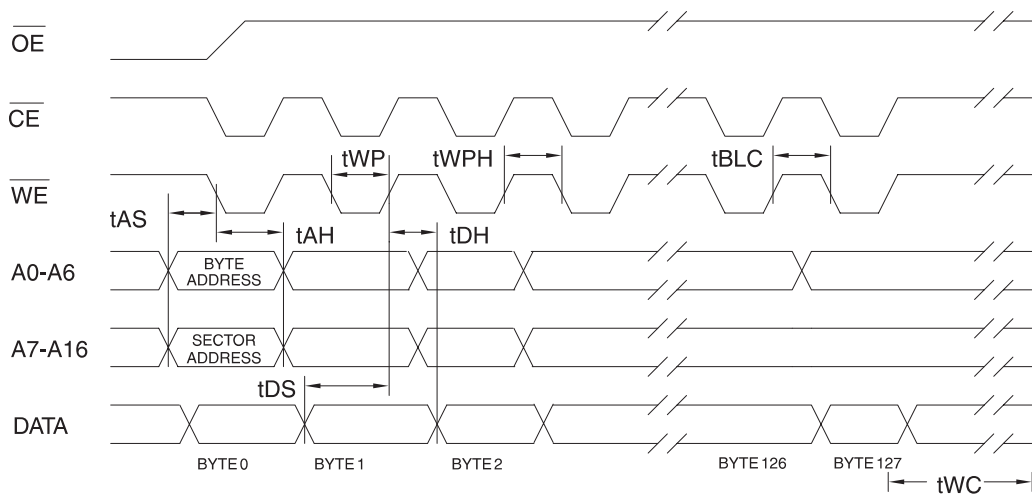 OE
CE
tWP tWPH tBLC
WE
tAS
tAH tDH
A0-A6 BYTE ADDRESS
A7-A16 SECTOR ADDRESS
tDS
DATA
BYTE 0 BYTE 1 BYTE 2 BYTE 126 BYTE 127
tWC